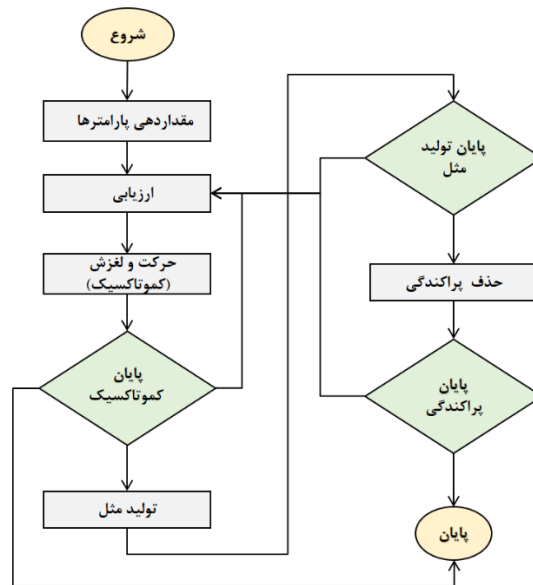 شروع
مقداردهی پارامترها
ارزیابی
حرکت و لغزش
(کموتاکسیک)
پایان
کموتاکسیک
تولید مثل
پایان تولید
مثل
حذف پراکندگی
پایان
پراکندگی
پایان